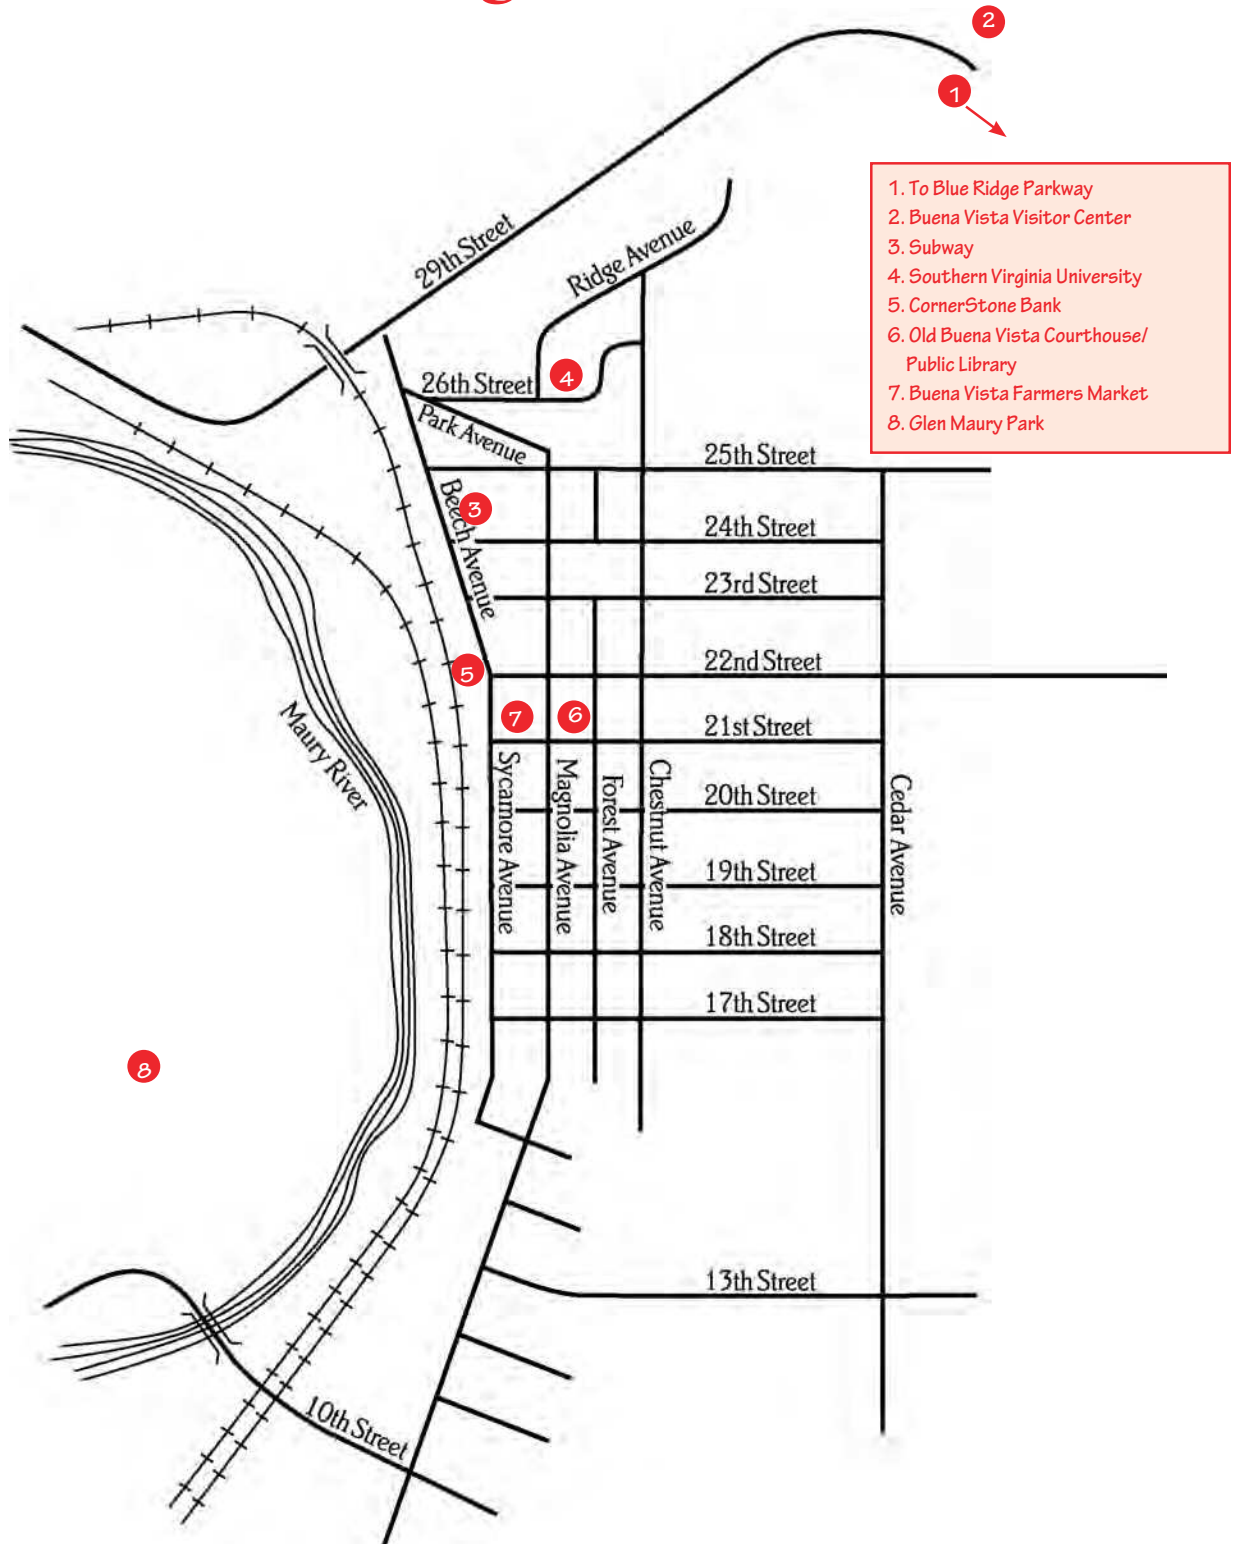 2
1
1. To Blue Ridge Parkway
2. Buena Vista Visitor Center
3. Subway
4. Southern Virginia University
5. CornerStone Bank
6. Old Buena Vista Courthouse/
Public Library
7. Buena Vista Farmers Market
8. Glen Maury Park
29th Street
Ridge Avenue
26th Street
4
Park Avenue
25th Street
Beech Avenue
3
24th Street
23rd Street
22nd Street
5
7
6
21st Street
Maury River
Sycamore Avenue
Magnolia Avenue
Forest Avenue
Chestnut Avenue
20th Street
Cedar Avenue
19th Street
18th Street
17th Street
8
13th Street
10th Street